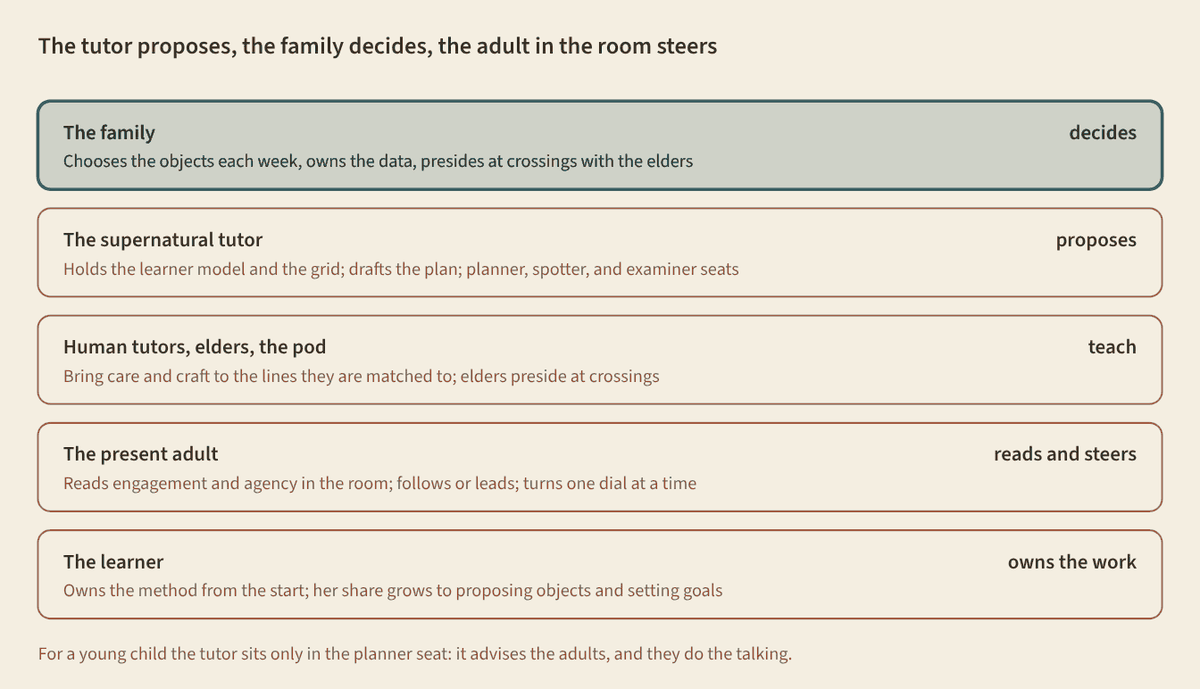 The tutor proposes, the family decides, the adult in the room steers
The family
decides
Chooses the objects each week, owns the data, presides at crossings with the elders
The supernatural tutor
proposes
Holds the learner model and the grid; drafts the plan; planner, spotter, and examiner seats
Human tutors, elders, the pod
teach
Bring care and craft to the lines they are matched to; elders preside at crossings
The present adult
reads and steers
Reads engagement and agency in the room; follows or leads; turns one dial at a time
The learner
owns the work
Owns the method from the start; her share grows to proposing objects and setting goals
For a young child the tutor sits only in the planner seat: it advises the adults, and they do the talking.